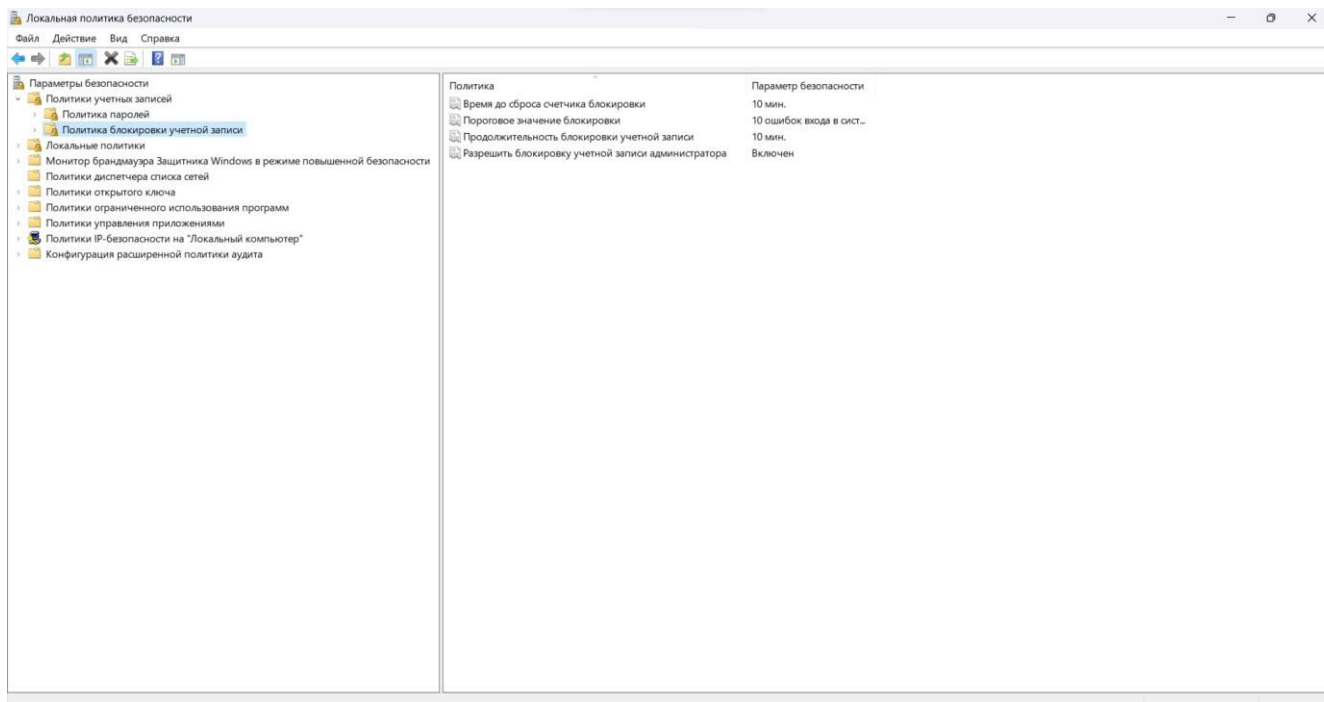 Локальная политика безопасности
Файл Действие Вид Справка
Параметры безопасности
Политики учетных записей
Политика паролей
Политика блокировки учетной записи
Локальные политики
Монитор брандмауэра Защитника Windows в режиме повышенной безопасности
Политики диспетчера списка сетей
Политики открытого ключа
Политики ограниченного использования программ
Политики управления приложениями
Политики IP-безопасности на "Локальный компьютер"
Конфигурация расширенной политики аудита
Политика Параметр безопасности
Время до сброса счетчика блокировки 10 мин.
Пороговое значение блокировки 10 ошибок входа в сист...
Продолжительность блокировки учетной записи 10 мин.
Разрешить блокировку учетной записи администратора Включен